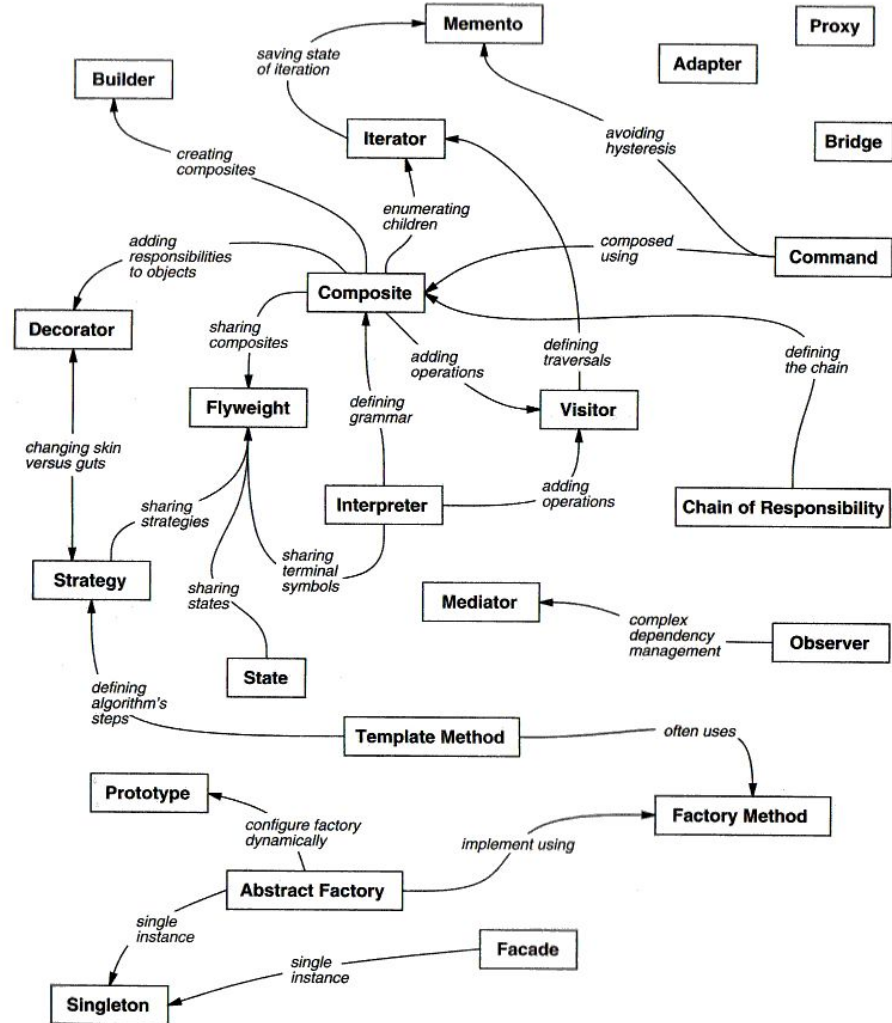 Memento
Proxy
saving state
of iteration
Adapter
Builder
avoiding
hysteresis
Iterator
Bridge
creating
composites
enumerating
children
adding
responsibilities
to objects
composed
using
Command
Composite
Decorator
sharing
composites
adding
operations
defining
traversals
defining
the chain
Flyweight
defining
grammar
Visitor
changing skin
versus guts
adding
operations
Interpreter
Chain of Responsibility
sharing
strategies
sharing
terminal
symbols
Strategy
sharing
states
Mediator
complex
dependency
management
Observer
State
defining
algorithm's
steps
Template Method
often uses
Prototype
Factory Method
configure factory
dynamically
implement using
Abstract Factory
single
instance
Facade
single
instance
Singleton